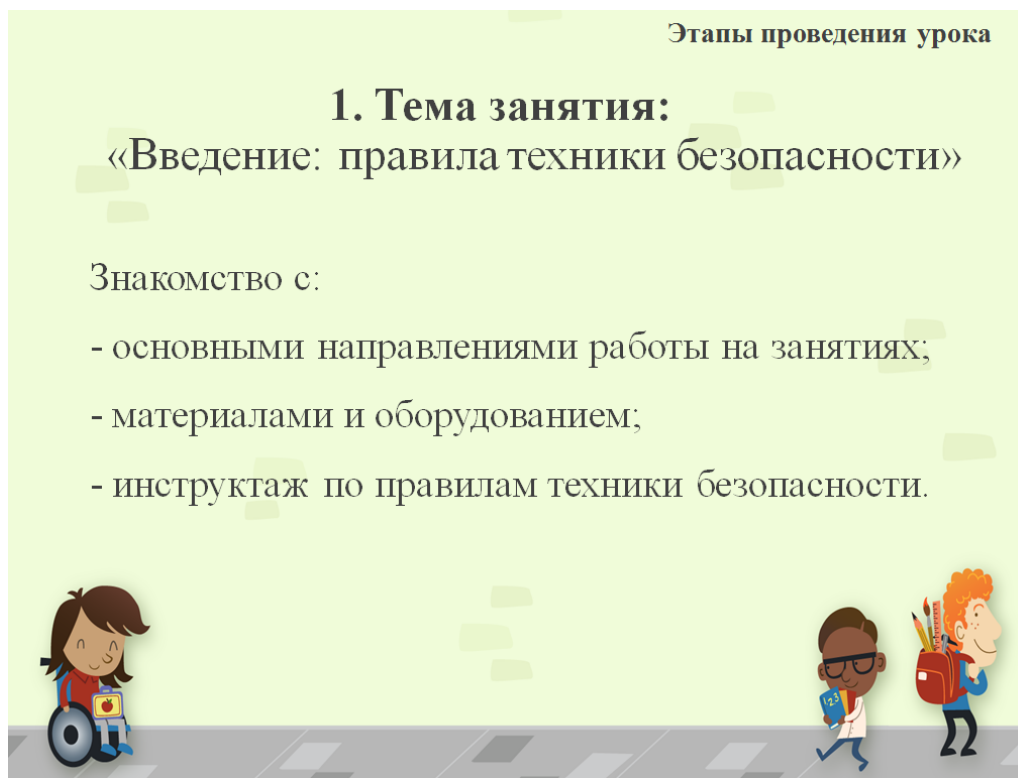 Этапы проведения урока
1. Тема занятия:
«Введение: правила техники безопасности»
Знакомство с:
- основными направлениями работы на занятиях;
- материалами и оборудованием;
- инструктаж по правилам техники безопасности.
123